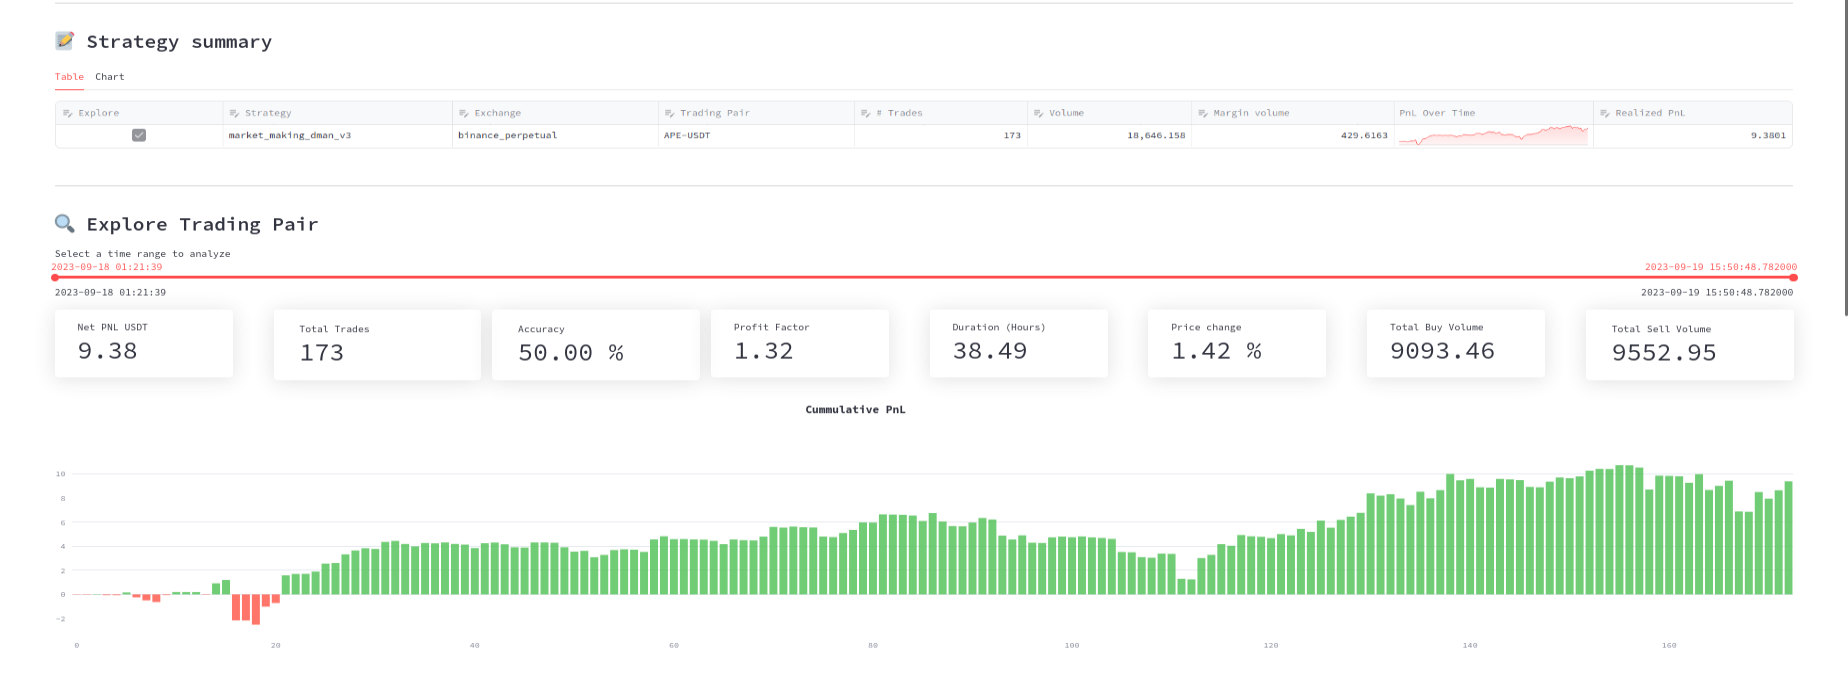 Strategy summary
Table Chart
Explore Strategy Exchange Trading Pair # Trades Volume Margin volume PnL Over Time Realized PnL
market_making_dman_v3 binance_perpetual APE-USDT 173 18,646.158 429.6163 9.3801
Explore Trading Pair
Select a time range to analyze
2023-09-18 01:21:39 2023-09-19 15:50:48.782000
2023-09-18 01:21:39 2023-09-19 15:50:48.782000
Net PNL USDT Total Trades Accuracy Profit Factor Duration (Hours) Price change Total Buy Volume Total Sell Volume
9.38 173 50.00 % 1.32 38.49 1.42 % 9093.46 9552.95
Cummulative PnL
10
8
6
4
2
0
−2
0 20 40 60 80 100 120 140 160